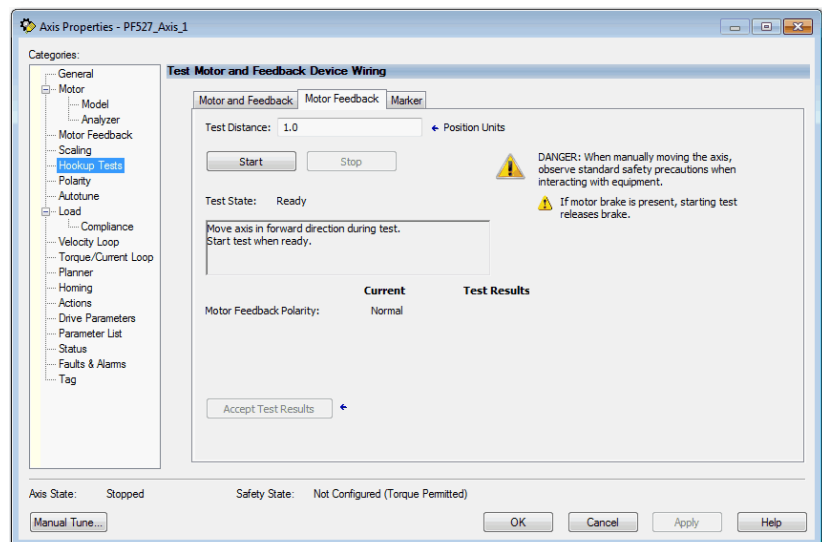 Axis Properties - PF527_Axis_1
Categories:
General
Motor
Model
Analyzer
Motor Feedback
Scaling
Hookup Tests
Polarity
Autotune
Load
Compliance
Velocity Loop
Torque/Current Loop
Planner
Homing
Actions
Drive Parameters
Parameter List
Status
Faults & Alarms
Tag
Test Motor and Feedback Device Wiring
Motor and Feedback Motor Feedback Marker
Test Distance: 1.0 Position Units
Start Stop
DANGER: When manually moving the axis,
observe standard safety precautions when
interacting with equipment.
If motor brake is present, starting test
releases brake.
Test State: Ready
Move axis in forward direction during test.
Start test when ready.
Current Test Results
Motor Feedback Polarity: Normal
Accept Test Results
Axis State: Stopped Safety State: Not Configured (Torque Permitted)
Manual Tune... OK Cancel Apply Help